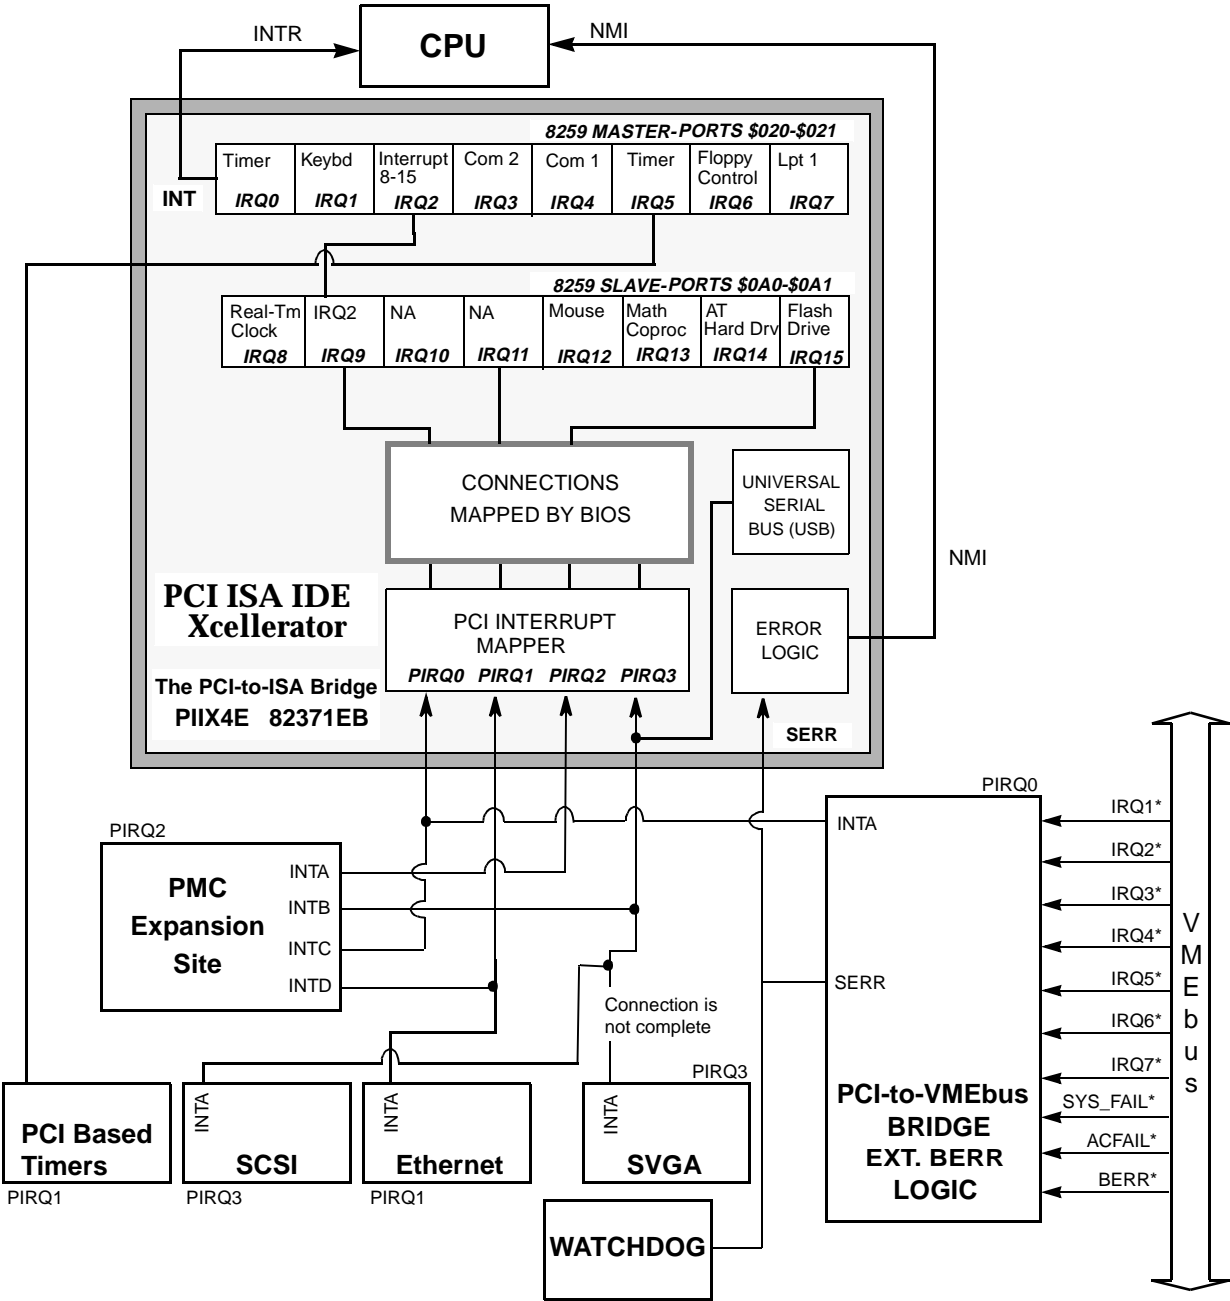 INTR
CPU
NMI
8259 MASTER-PORTS $020-$021
Timer
IRQ0
Keybd
IRQ1
Interrupt
8-15
IRQ2
Com 2
IRQ3
Com 1
IRQ4
Timer
IRQ5
Floppy
Control
IRQ6
Lpt 1
IRQ7
INT
8259 SLAVE-PORTS $0A0-$0A1
Real-Tm
Clock
IRQ8
IRQ2
IRQ9
NA
IRQ10
NA
IRQ11
Mouse
IRQ12
Math
Coproc
IRQ13
AT
Hard Drv
IRQ14
Flash
Drive
IRQ15
CONNECTIONS
MAPPED BY BIOS
UNIVERSAL
SERIAL
BUS (USB)
NMI
PCI ISA IDE
Xcellerator
PCI INTERRUPT
MAPPER
PIRQ0 PIRQ1 PIRQ2 PIRQ3
ERROR
LOGIC
The PCI-to-ISA Bridge
PIIX4E 82371EB
SERR
PIRQ2
PMC
Expansion
Site
INTA
INTB
INTC
INTD
PIRQ0
INTA
SERR
PCI-to-VMEbus
BRIDGE
EXT. BERR
LOGIC
IRQ1*
IRQ2*
IRQ3*
IRQ4*
IRQ5*
IRQ6*
IRQ7*
SYS_FAIL*
ACFAIL*
BERR*
VMEbus
Connection is
not complete
PCI Based
Timers
PIRQ1
INTA
SCSI
PIRQ3
INTA
Ethernet
PIRQ1
PIRQ3
INTA
SVGA
WATCHDOG